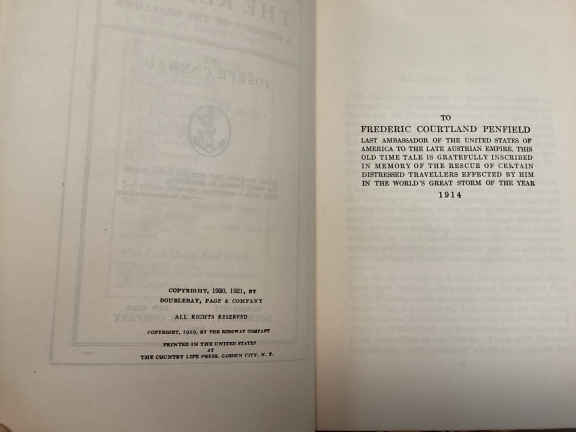 COPYRIGHT, 1920, 1921, BY
DOUBLEDAY, PAGE & COMPANY
ALL RIGHTS RESERVED
COPYRIGHT, 1919, BY THE RIDGWAY COMPANY
PRINTED IN THE UNITED STATES
AT
THE COUNTRY LIFE PRESS, GARDEN CITY, N. Y.
TO
FREDERIC COURTLAND PENFIELD
LAST AMBASSADOR OF THE UNITED STATES OF
AMERICA TO THE LATE AUSTRIAN EMPIRE, THIS
OLD TIME TALE IS GRATEFULLY INSCRIBED
IN MEMORY OF THE RESCUE OF CERTAIN
DISTRESSED TRAVELLERS EFFECTED BY HIM
IN THE WORLD'S GREAT STORM OF THE YEAR
1914